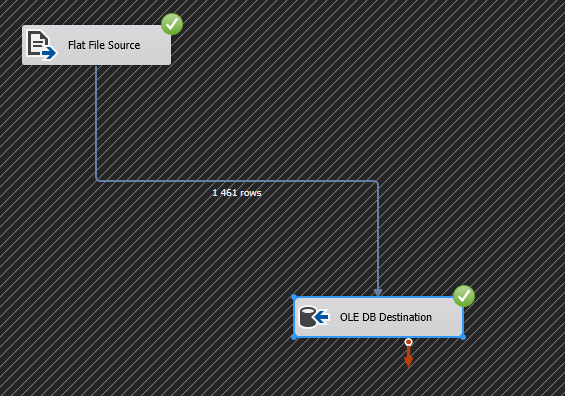 Flat File Source
1 461 rows
OLE DB Destination